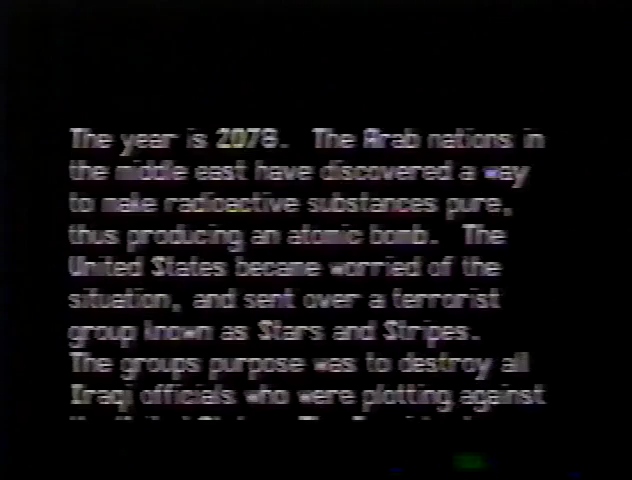 The year is 2078.  The Arab nations in
the middle east have discovered a way
to make radioactive substances pure,
thus producing an atomic bomb.  The
United States became worried of the
situation, and sent over a terrorist
group known as Stars and Stripes.
The groups purpose was to destroy all
Iraqi officials who were plotting against